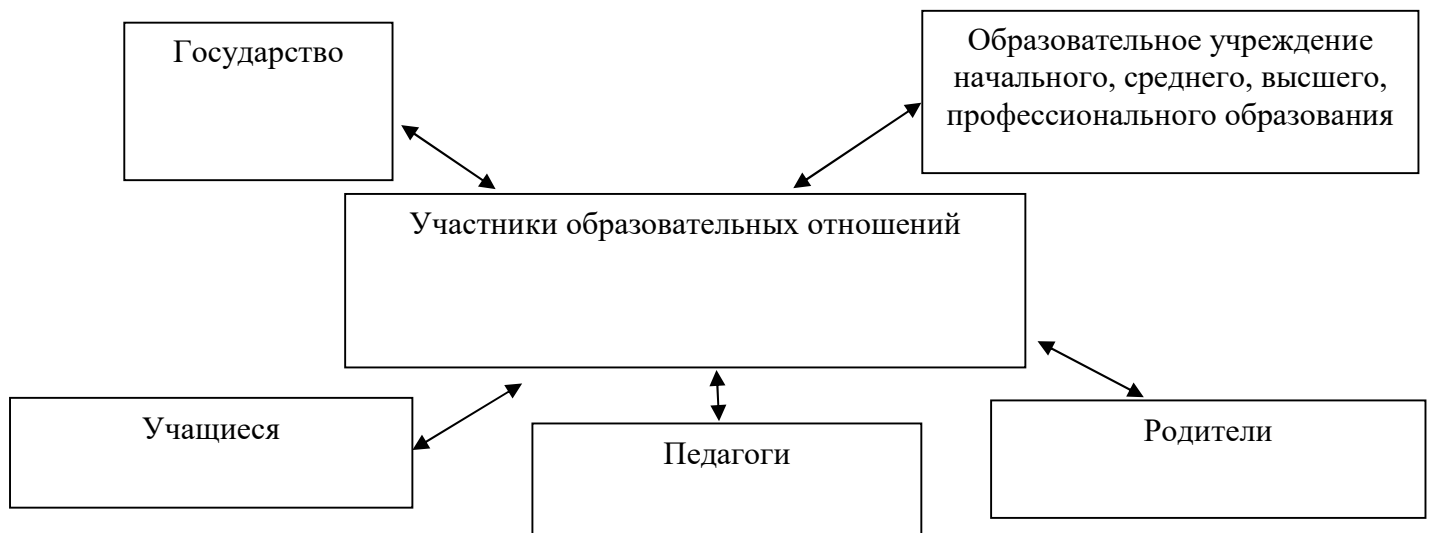 Государство
Образовательное учреждение
начального, среднего, высшего,
профессионального образования
Участники образовательных отношений
Учащиеся
Педагоги
Родители